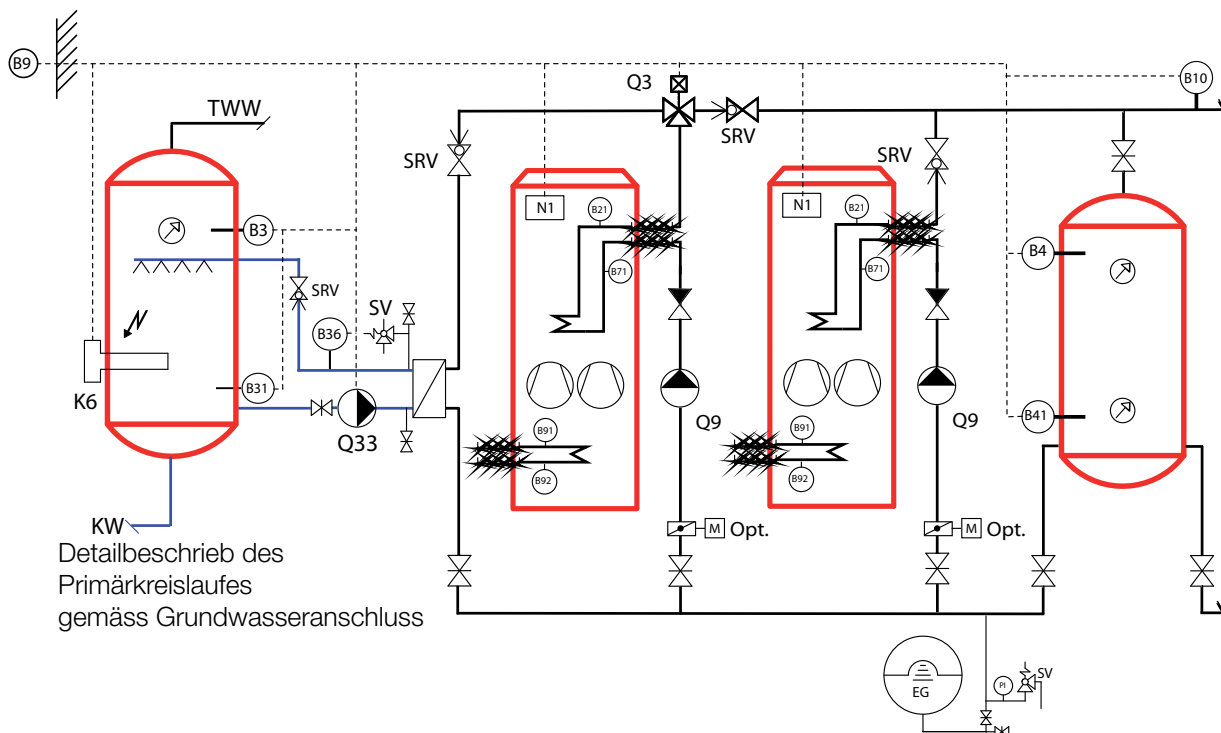 B9
Q3
B10
TWW
SRV
SRV
SRV
N1
N1
B21
B21
B3
B4
B71
B71
SRV
SV
B36
K6
B31
Q33
Q9
Q9
B41
B91
B91
B92
B92
KW
M Opt.
M Opt.
Detailbeschrieb des
Primärkreislaufes
gemäss Grundwasseranschluss
EG
PI
SV